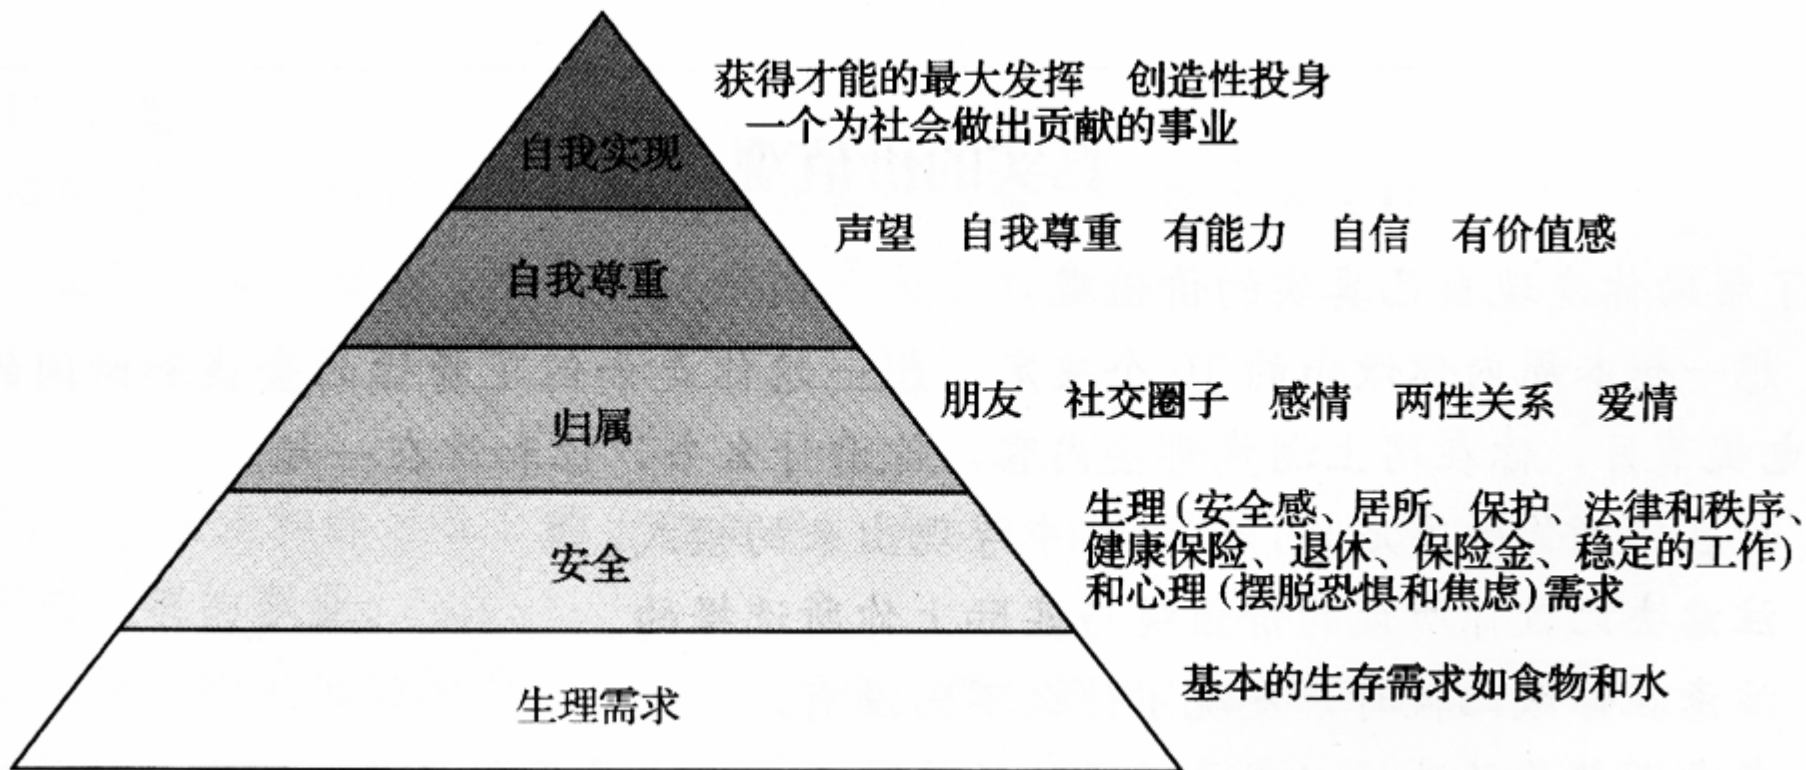 获得才能的最大发挥 创造性投身
一个为社会做出贡献的事业
自我实现
声望 自我尊重 有能力 自信 有价值感
自我尊重
朋友 社交圈子 感情 两性关系 爱情
归属
生理(安全感、居所、保护、法律和秩序、
健康保险、退休、保险金、稳定的工作)
和心理(摆脱恐惧和焦虑)需求
安全
基本的生存需求如食物和水
生理需求